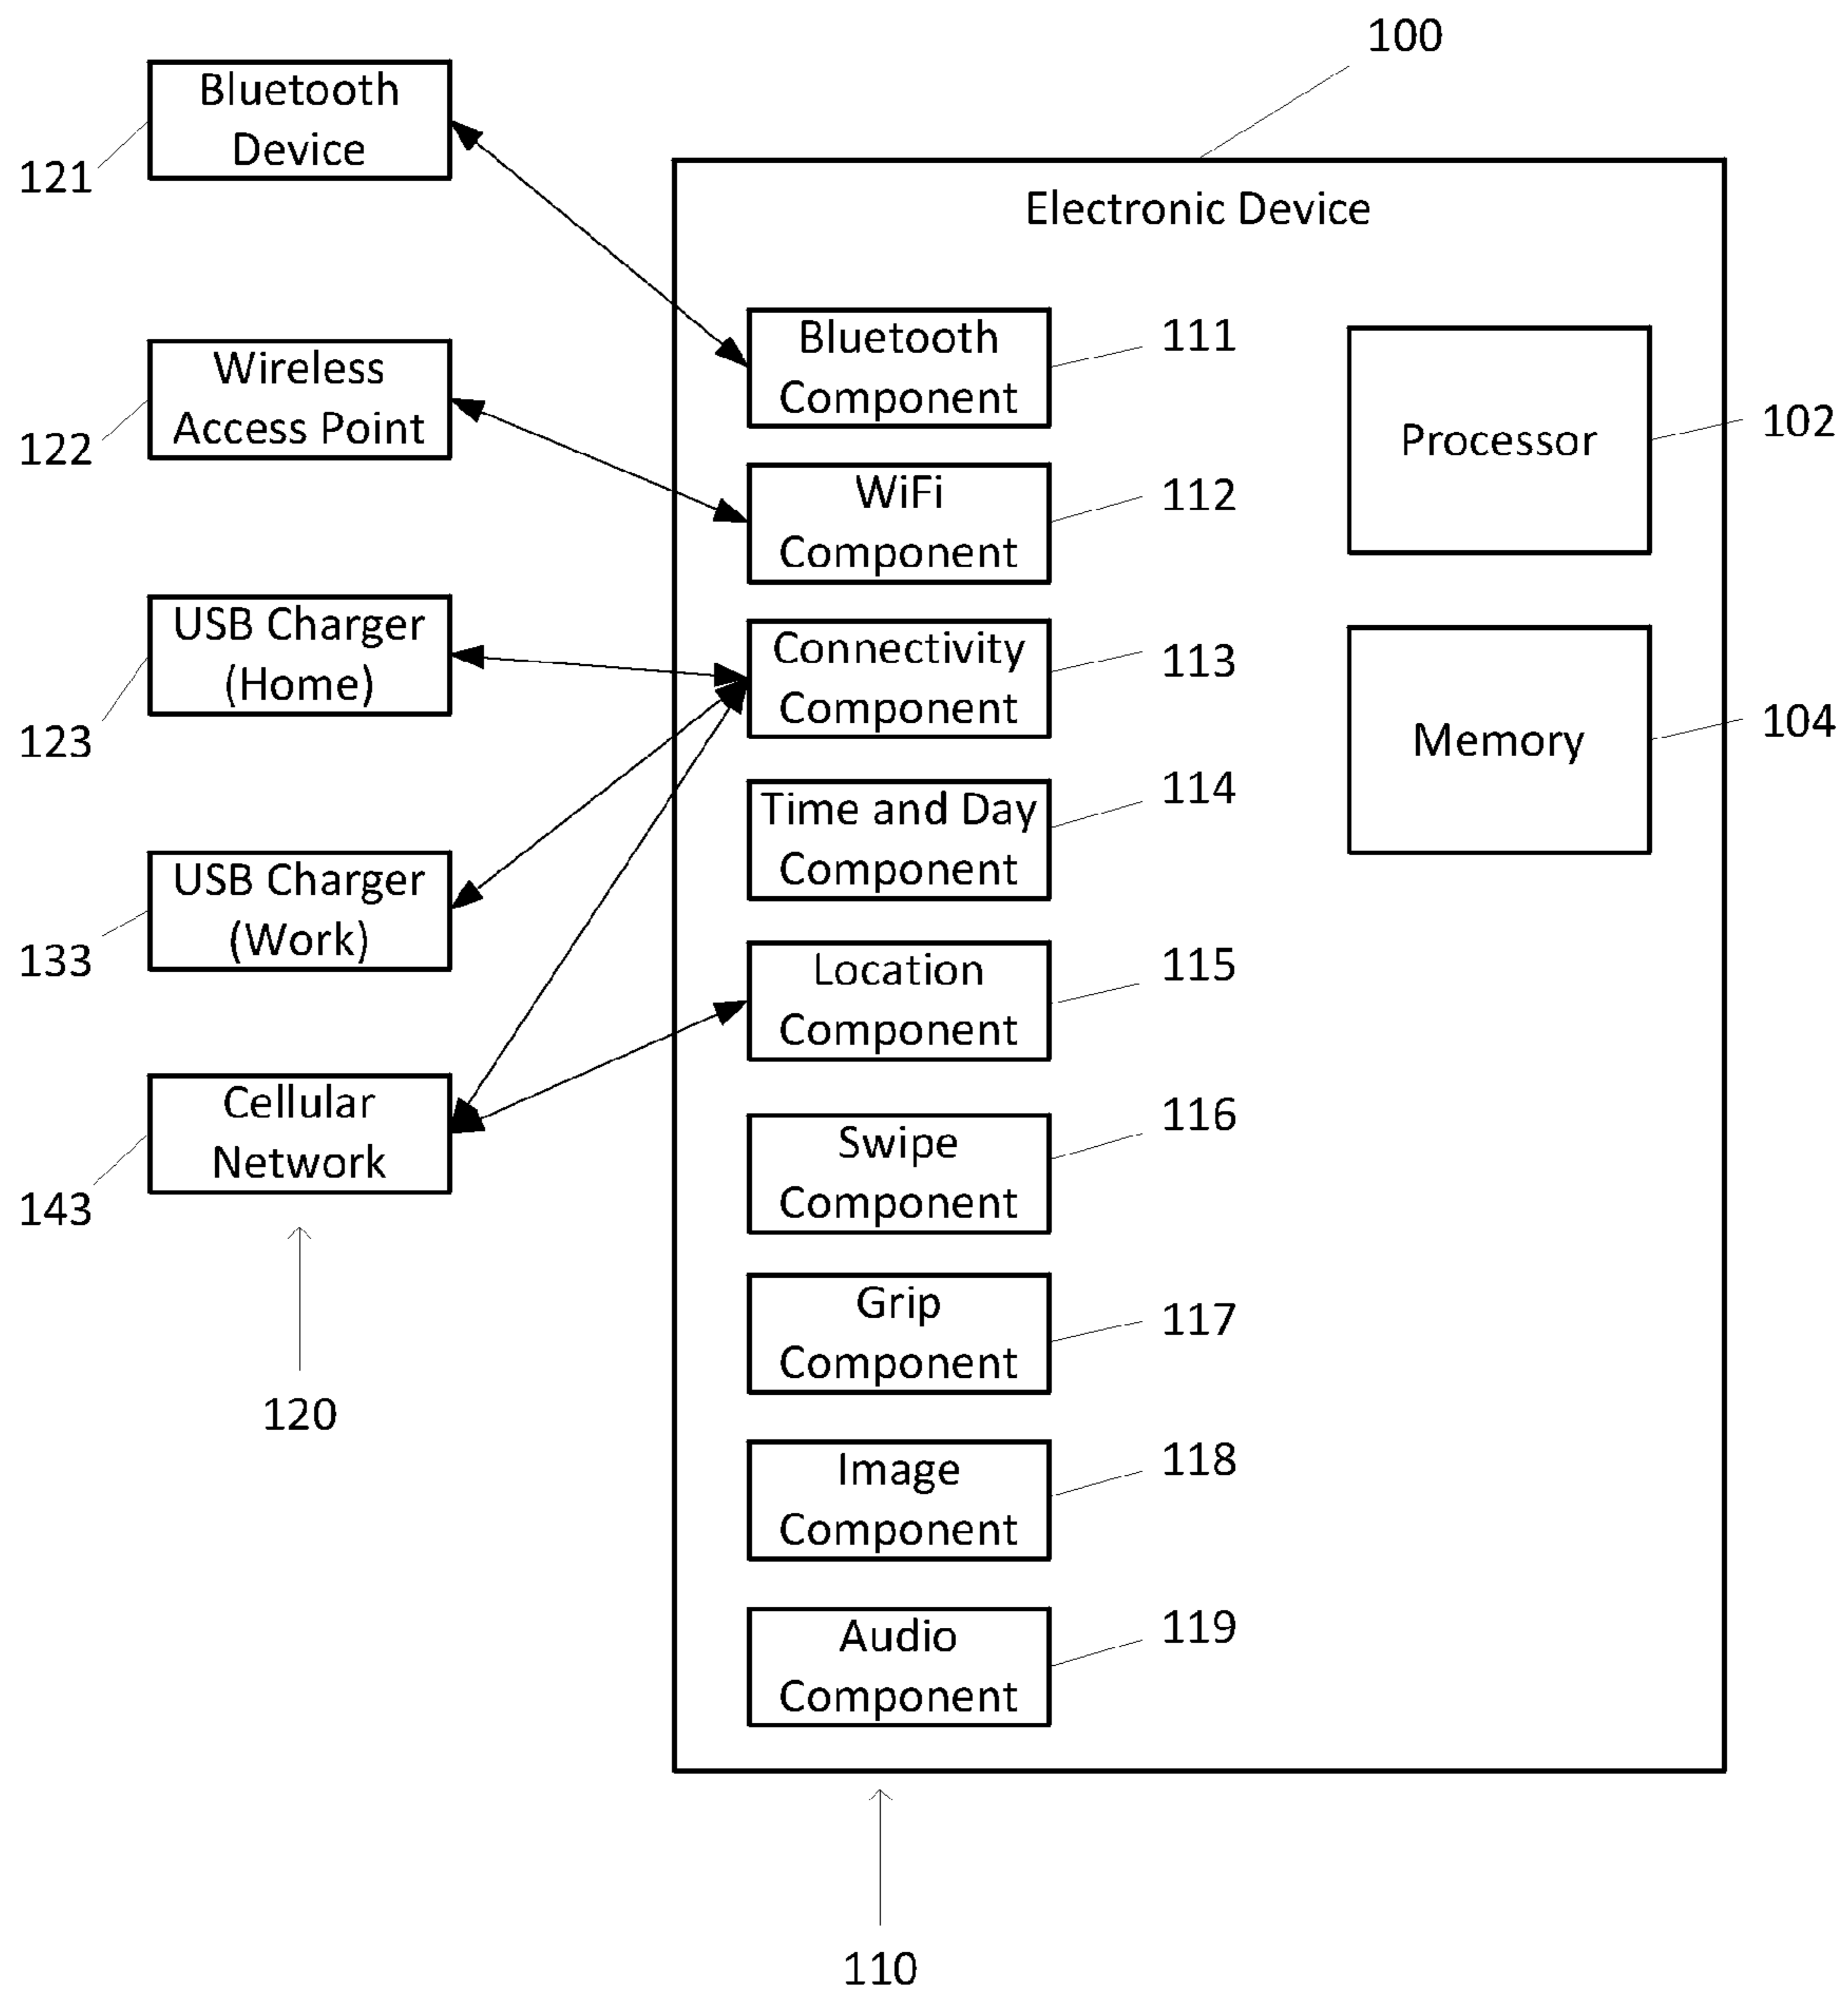 100
Bluetooth
Device
121
Electronic Device
Wireless
Access Point
122
Bluetooth
Component
111
Processor
102
WiFi
Component
112
USB Charger
(Home)
123
Connectivity
Component
113
Memory
104
Time and Day
Component
114
USB Charger
(Work)
133
Location
Component
115
Cellular
Network
143
Swipe
Component
116
Grip
Component
117
120
Image
Component
118
Audio
Component
119
110